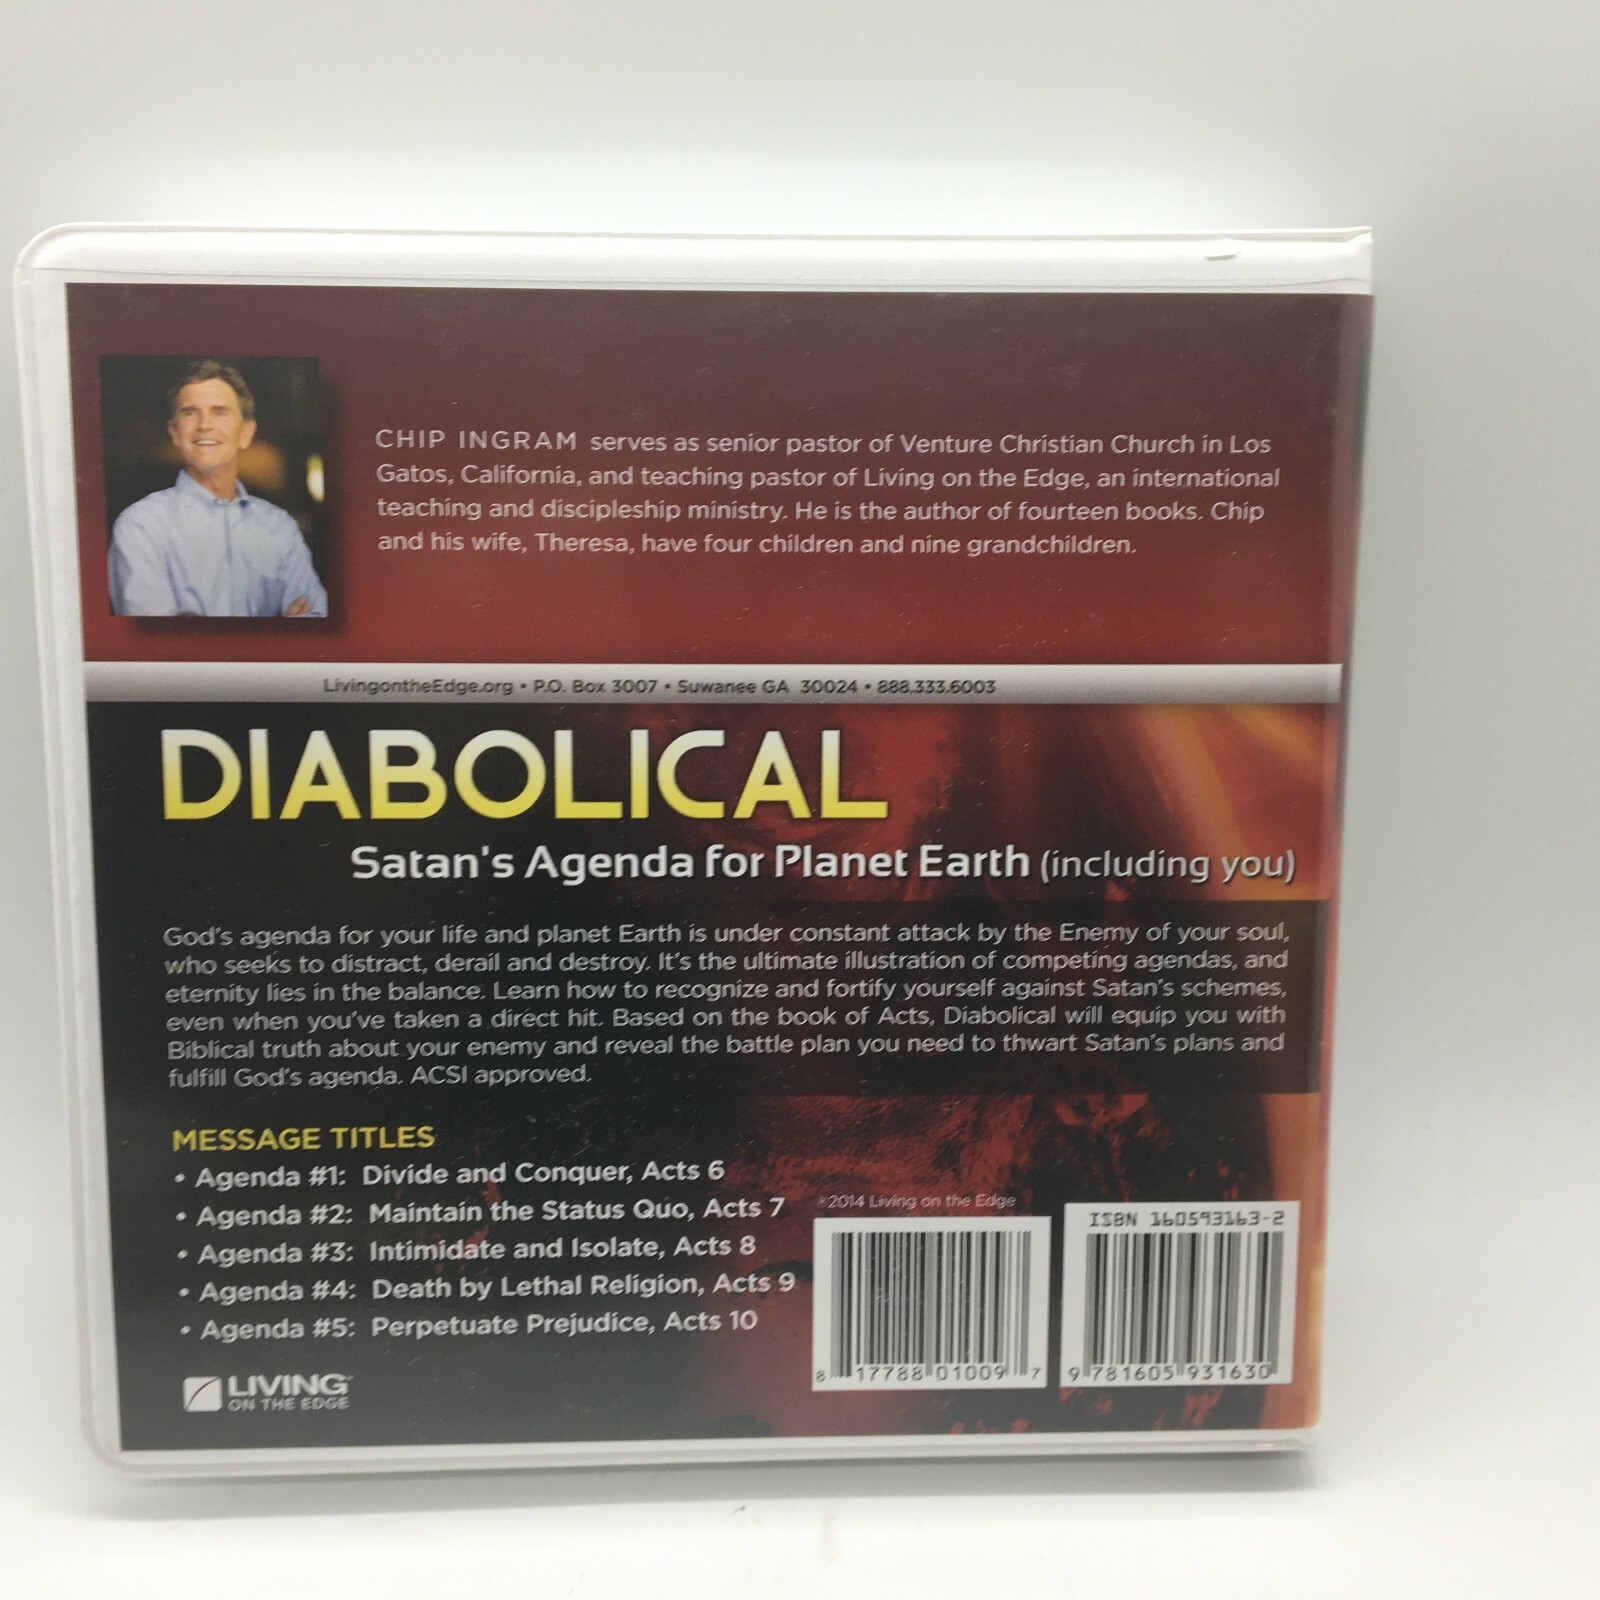 CHIP INGRAM serves as senior pastor of Venture Christian Church in Los
Gatos, California, and teaching pastor of Living on the Edge, an international
teaching and discipleship ministry. He is the author of fourteen books. Chip
and his wife, Theresa, have four children and nine grandchildren.
LivingontheEdge.org • P.O. Box 3007 • Suwanee GA 30024 • 888.333.6003
DIABOLICAL
Satan's Agenda for Planet Earth (including you)
God's agenda for your life and planet Earth is under constant attack by the Enemy of your soul,
who seeks to distract, derail and destroy. It's the ultimate illustration of competing agendas, and
eternity lies in the balance. Learn how to recognize and fortify yourself against Satan's schemes,
even when you've taken a direct hit. Based on the book of Acts, Diabolical will equip you with
Biblical truth about your enemy and reveal the battle plan you need to thwart Satan's plans and
fulfill God's agenda. ACSI approved.
MESSAGE TITLES
• Agenda #1: Divide and Conquer, Acts 6
• Agenda #2: Maintain the Status Quo, Acts 7
• Agenda #3: Intimidate and Isolate, Acts 8
• Agenda #4: Death by Lethal Religion, Acts 9
• Agenda #5: Perpetuate Prejudice, Acts 10
LIVING
ON THE EDGE
©2014 Living on the Edge
8 17788 01009 7
ISBN 160593163-2
9 781605 931630